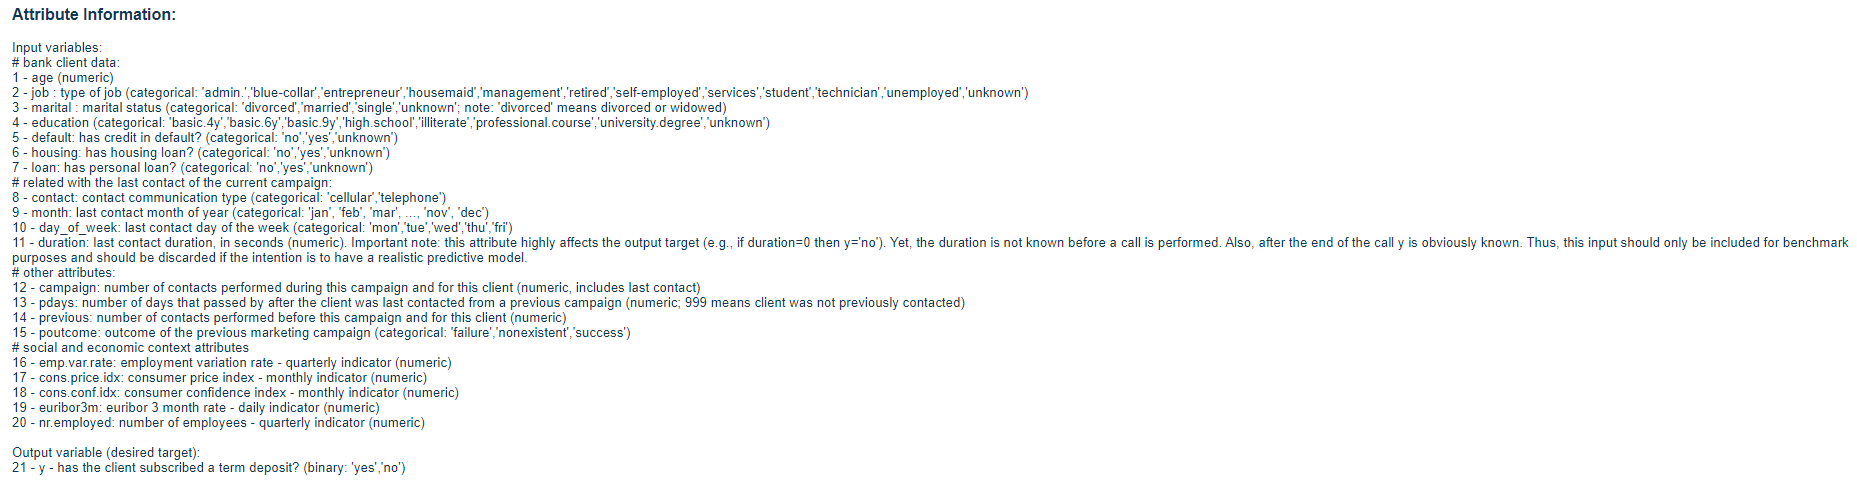 Attribute Information:
Input variables:
# bank client data:
1 - age (numeric)
2 - job : type of job (categorical: 'admin.','blue-collar','entrepreneur','housemaid','management','retired','self-employed','services','student','technician','unemployed','unknown')
3 - marital : marital status (categorical: 'divorced','married','single','unknown'; note: 'divorced' means divorced or widowed)
4 - education (categorical: 'basic.4y','basic.6y','basic.9y','high.school','illiterate','professional.course','university.degree','unknown')
5 - default: has credit in default? (categorical: 'no','yes','unknown')
6 - housing: has housing loan? (categorical: 'no','yes','unknown')
7 - loan: has personal loan? (categorical: 'no','yes','unknown')
# related with the last contact of the current campaign:
8 - contact: contact communication type (categorical: 'cellular','telephone')
9 - month: last contact month of year (categorical: 'jan', 'feb', 'mar', ..., 'nov', 'dec')
10 - day_of_week: last contact day of the week (categorical: 'mon','tue','wed','thu','fri')
11 - duration: last contact duration, in seconds (numeric). Important note: this attribute highly affects the output target (e.g., if duration=0 then y='no'). Yet, the duration is not known before a call is performed. Also, after the end of the call y is obviously known. Thus, this input should only be included for benchmark
purposes and should be discarded if the intention is to have a realistic predictive model.
# other attributes:
12 - campaign: number of contacts performed during this campaign and for this client (numeric, includes last contact)
13 - pdays: number of days that passed by after the client was last contacted from a previous campaign (numeric; 999 means client was not previously contacted)
14 - previous: number of contacts performed before this campaign and for this client (numeric)
15 - poutcome: outcome of the previous marketing campaign (categorical: 'failure','nonexistent','success')
# social and economic context attributes
16 - emp.var.rate: employment variation rate - quarterly indicator (numeric)
17 - cons.price.idx: consumer price index - monthly indicator (numeric)
18 - cons.conf.idx: consumer confidence index - monthly indicator (numeric)
19 - euribor3m: euribor 3 month rate - daily indicator (numeric)
20 - nr.employed: number of employees - quarterly indicator (numeric)
Output variable (desired target):
21 - y - has the client subscribed a term deposit? (binary: 'yes','no')